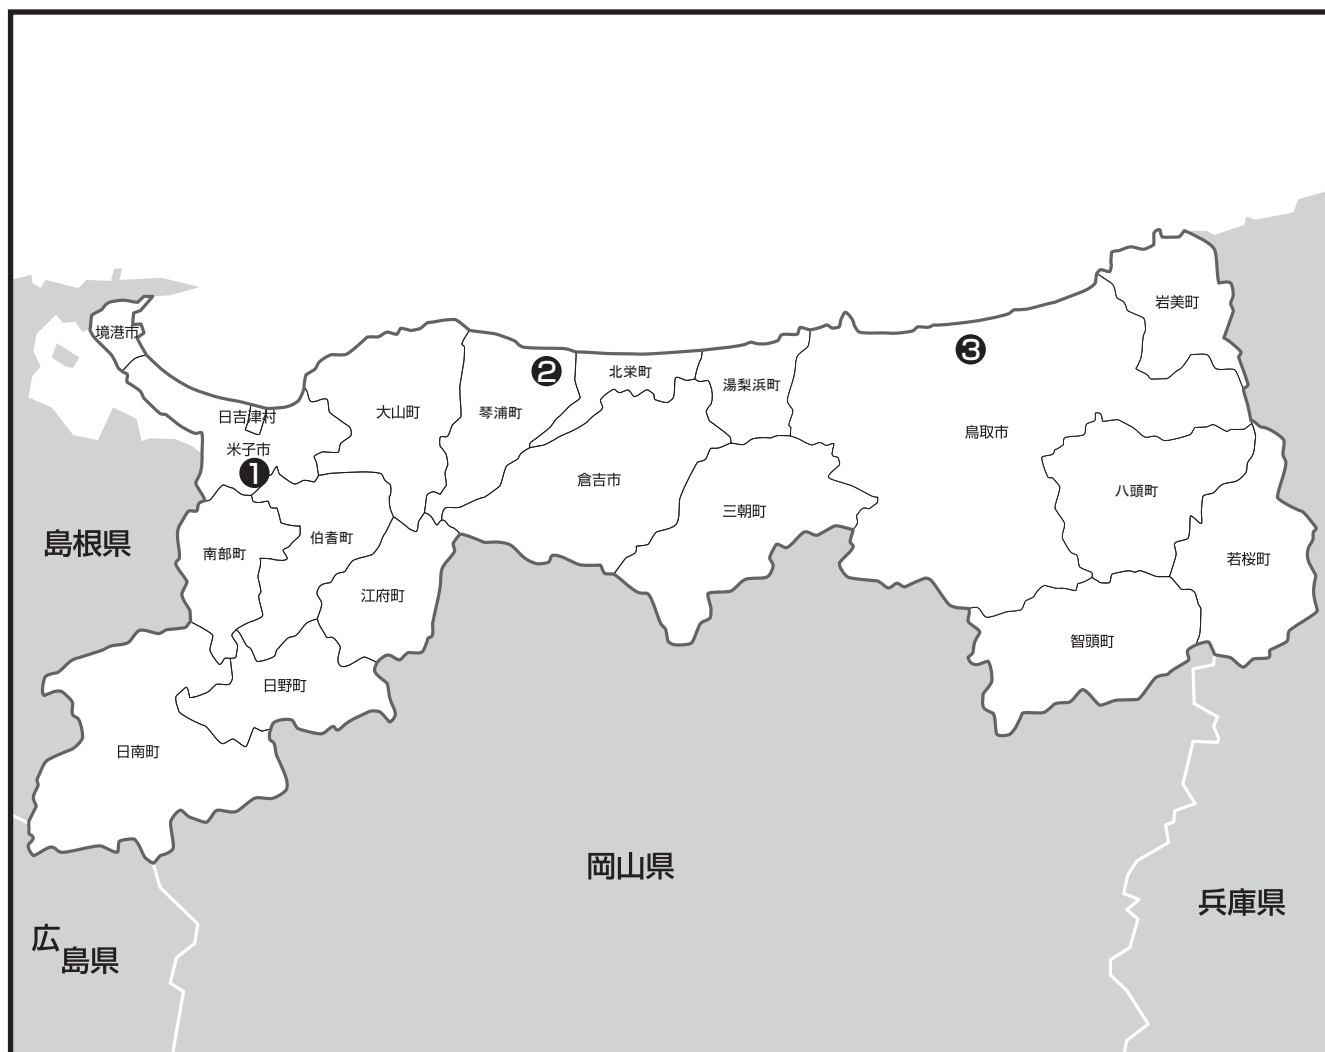 岩美町
境港市
❷
❸
北栄町
湯梨浜町
大山町
琴浦町
日吉津村
鳥取市
米子市
❶
倉吉市
八頭町
三朝町
島根県
伯耆町
南部町
若桜町
江府町
智頭町
日野町
日南町
岡山県
兵庫県
広
島県